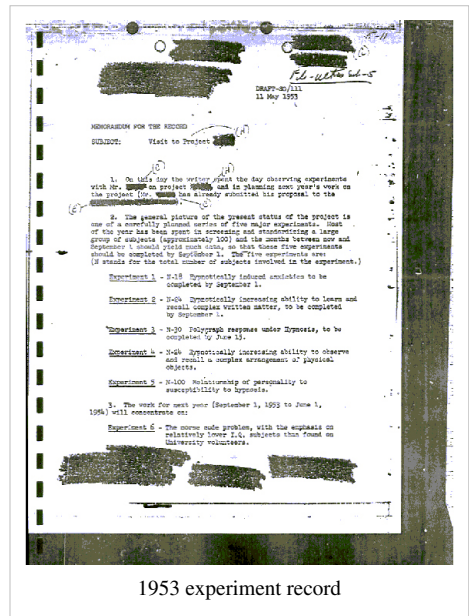 DRAFT-SG/111
11 May 1953
MEMORANDUM FOR THE RECORD
SUBJECT: Visit to Project
1. On this day the writer spent the day observing experiments
with Mr. on project and in planning next year's work on
the project (Mr. has already submitted his proposal to the
2. The general picture of the present status of the project is
one of a carefully planned series of five major experiments. Most
of the year has been spent in screening and standardizing a large
group of subjects (approximately 100) and the months between now and
September 1 should yield much data, so that these five experiments
should be completed by September 1. The five experiments are:
(N stands for the total number of subjects involved in the experiment.)
Experiment 1 - N-18 Hypnotically induced anxieties to be
completed by September 1.
Experiment 2 - N-24 Hypnotically increasing ability to learn and
recall complex written matter, to be completed
by September 1.
Experiment 3 - N-30 Polygraph response under Hypnosis, to be
completed by June 15.
Experiment 4 - N-24 Hypnotically increasing ability to observe
and recall a complex arrangement of physical
objects.
Experiment 5 - N-100 Relationship of personality to
susceptibility to hypnosis.
3. The work for next year (September 1, 1953 to June 1,
1954) will concentrate on:
Experiment 6 - The morse code problem, with the emphasis on
relatively lower I.Q. subjects than found on
University volunteers.
1953 experiment record